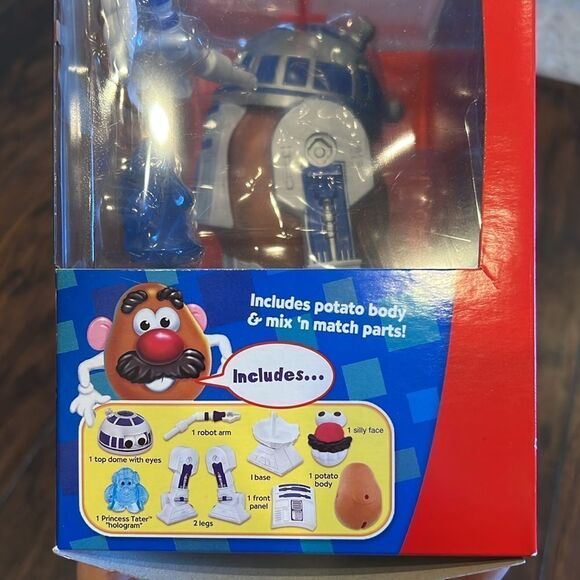 Includes potato body
& mix 'n match parts!
Includes...
1 top dome with eyes
1 robot arm
1 base
1 silly face
1 Princess Tater™
"hologram"
2 legs
1 front
panel
1 potato
body